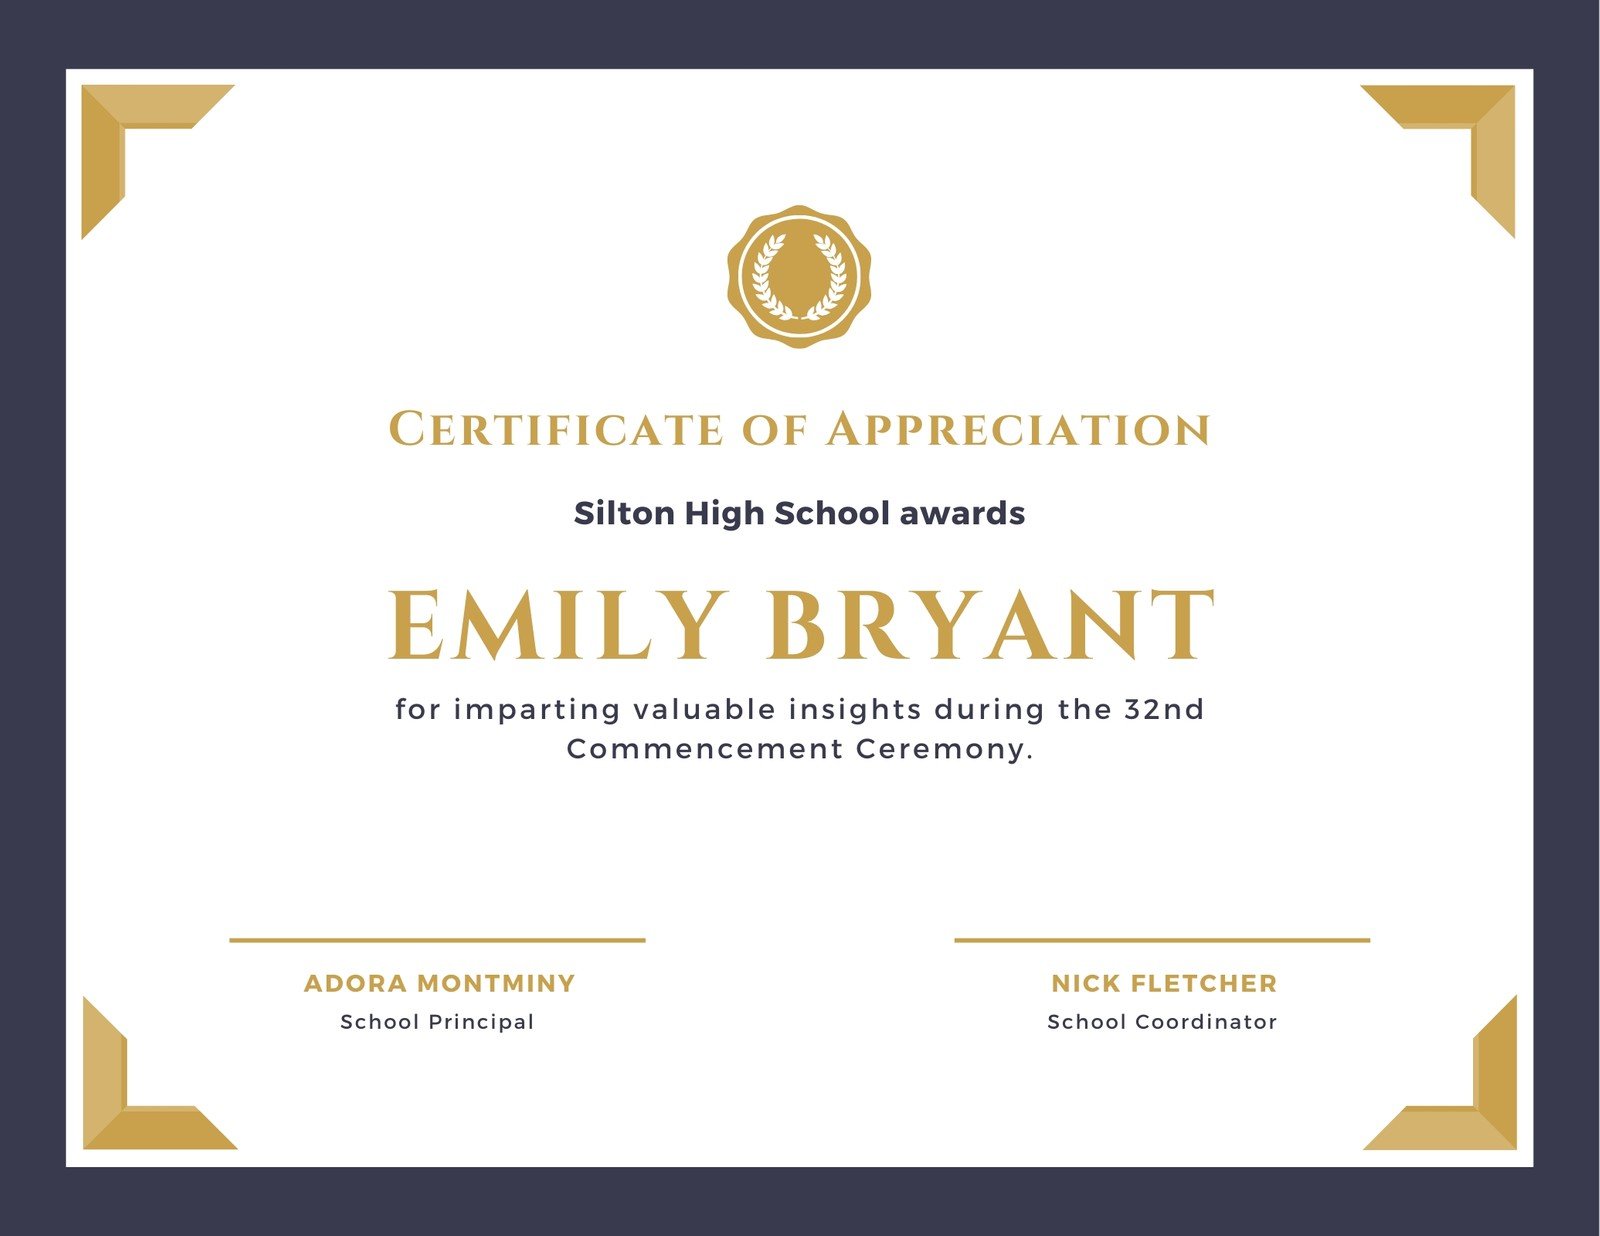 Certificate of Appreciation
Silton High School awards
EMILY BRYANT
for imparting valuable insights during the 32nd
Commencement Ceremony.
ADORA MONTMINY
School Principal
NICK FLETCHER
School Coordinator